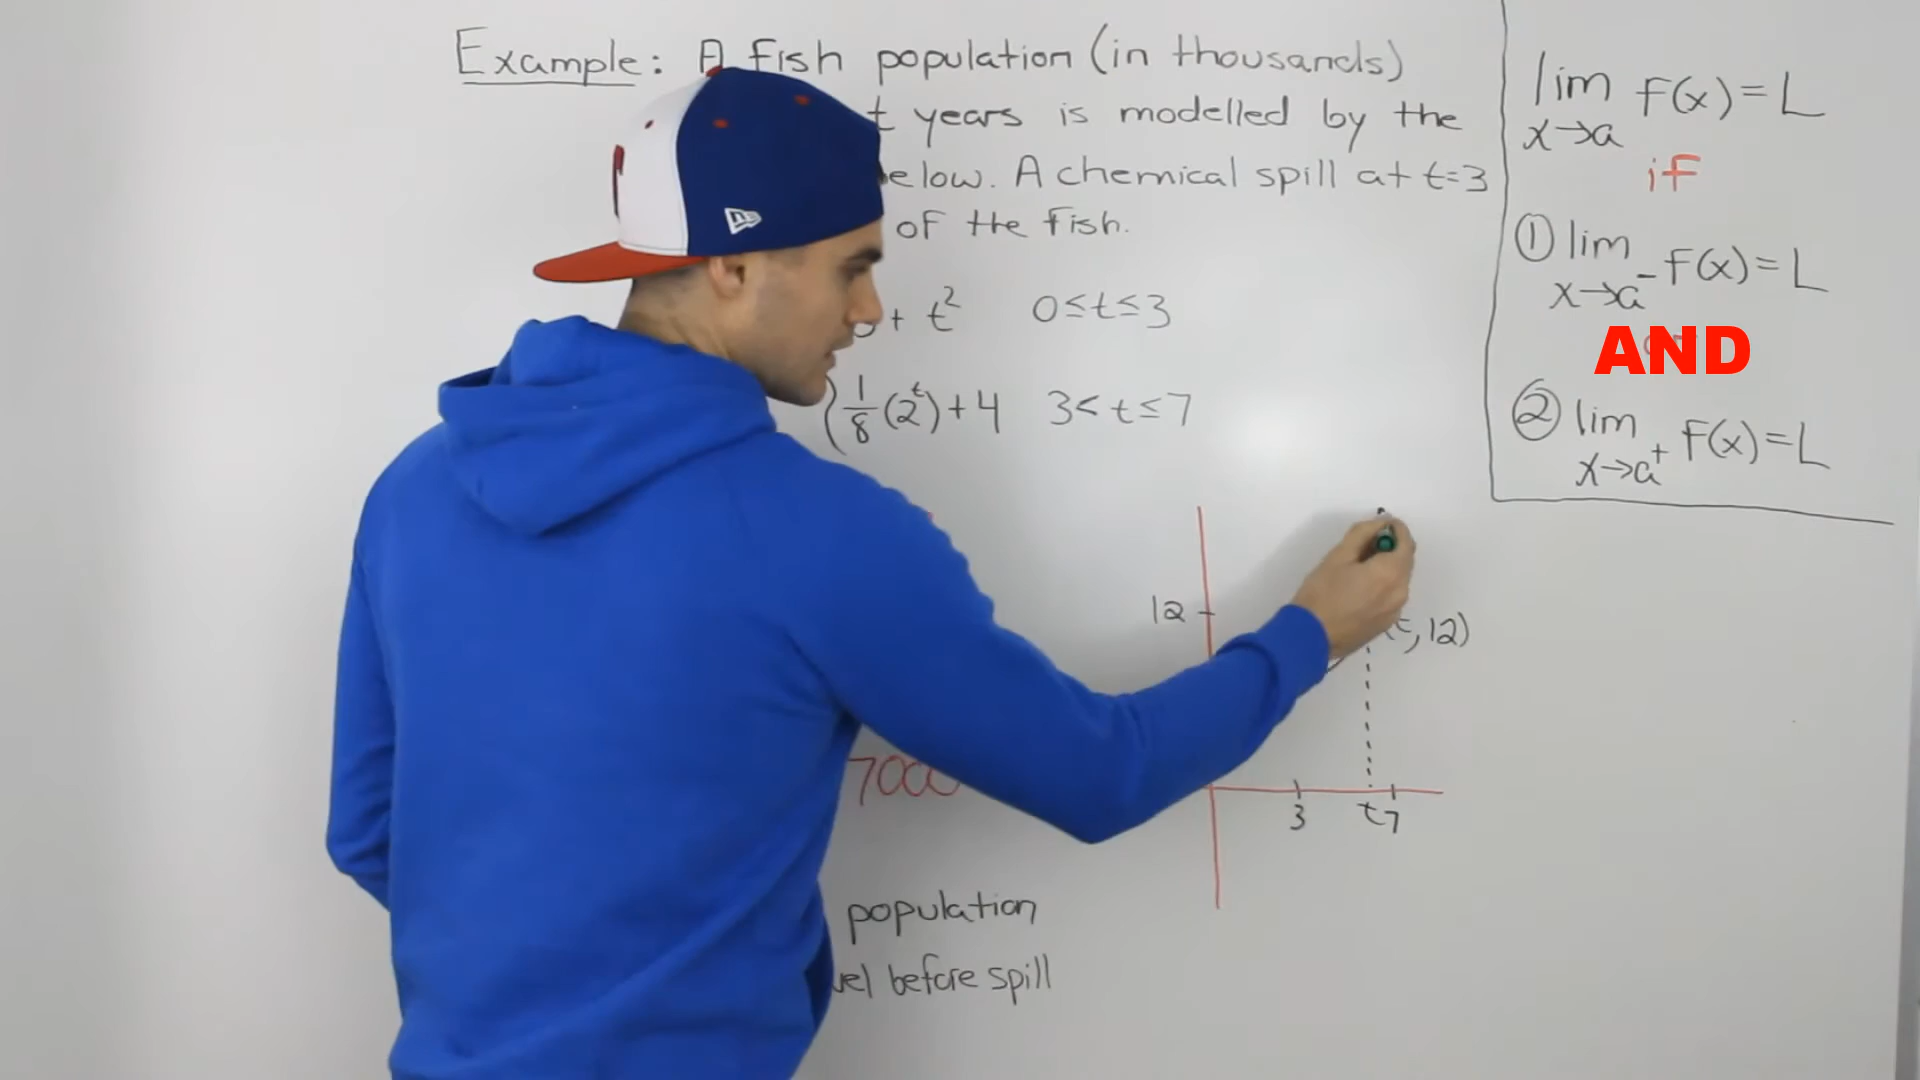 Example: A fish population (in thousands)
t years is modelled by the
elow. A chemical spill at t=3
of the fish.
+ t² 0≤t≤3
1/8(2^t)+4 3<t≤7
7000
population
vel before spill
12
(t,12)
3 t 7
lim f(x)=L
x→a
if
① lim f(x)=L
x→a⁻
AND
② lim f(x)=L
x→a⁺